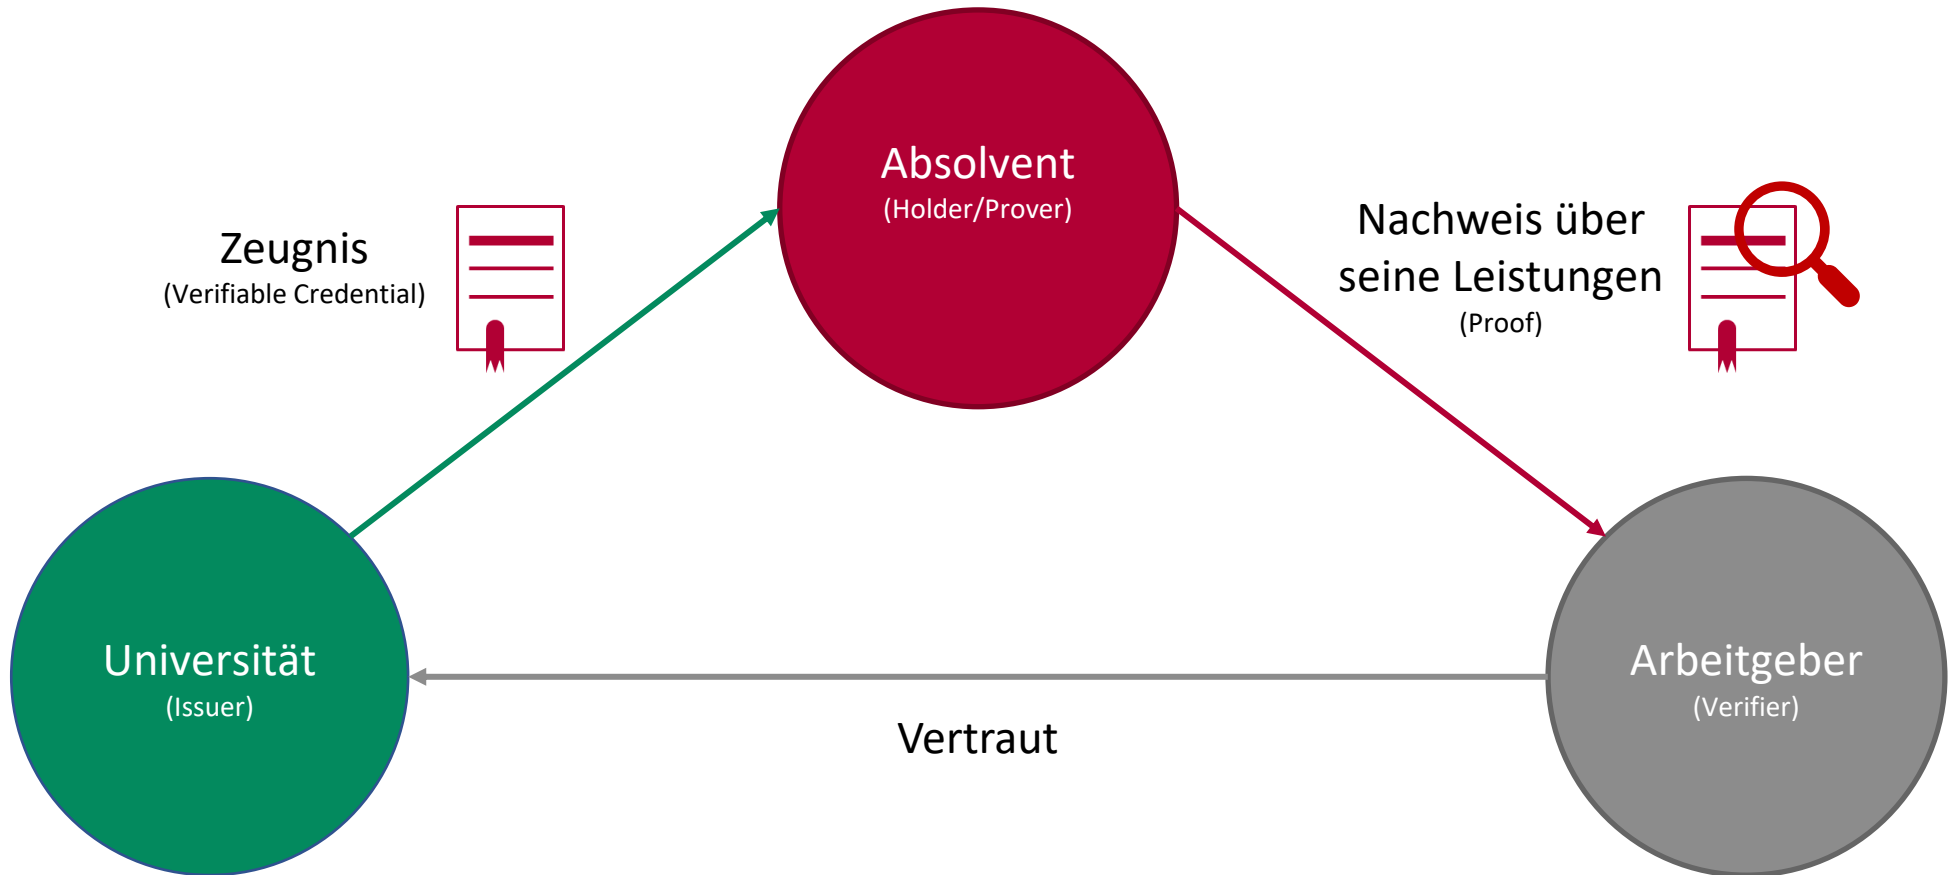 Absolvent
(Holder/Prover)
Zeugnis
(Verifiable Credential)
Nachweis über
seine Leistungen
(Proof)
Universität
(Issuer)
Arbeitgeber
(Verifier)
Vertraut